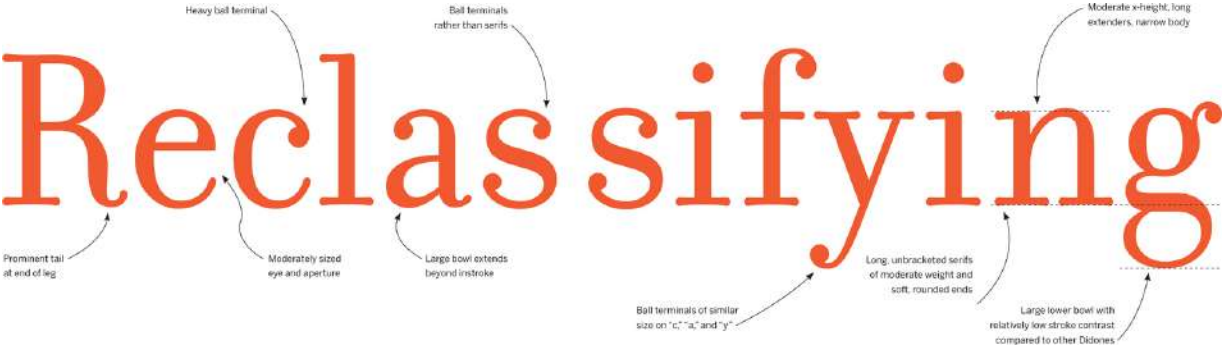 Heavy ball terminal
Ball terminals
rather than serifs
Moderate x-height, long
extenders, narrow body
Reclassifying
Prominent tail
at end of leg
Moderately sized
eye and aperture
Large bowl extends
beyond instroke
Ball terminals of similar
size on “c,” “a,” and “y”
Long, unbracketed serifs
of moderate weight and
soft, rounded ends
Large lower bowl with
relatively low stroke contrast
compared to other Didones